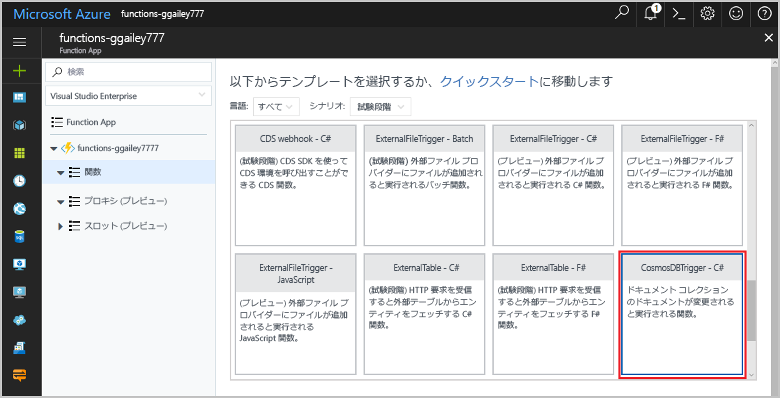 Microsoft Azure functions-ggailey777
1
functions-ggailey777
Function App
検索
Visual Studio Enterprise
Function App
functions-ggailey7777
関数
プロキシ (プレビュー)
スロット (プレビュー)
以下からテンプレートを選択するか、クイックスタートに移動します
言語: すべて シナリオ: 試験段階
CDS webhook - C#
(試験段階) CDS SDK を使って
CDS 環境を呼び出すことがで
きる CDS 関数。
ExternalFileTrigger - Batch
(試験段階) 外部ファイル プロ
バイダーにファイルが追加され
ると実行されるバッチ関数。
ExternalFileTrigger - C#
(プレビュー) 外部ファイル プ
ロバイダーにファイルが追加さ
れると実行される C# 関数。
ExternalFileTrigger - F#
(プレビュー) 外部ファイル プ
ロバイダーにファイルが追加さ
れると実行される F# 関数。
ExternalFileTrigger -
JavaScript
(プレビュー) 外部ファイル プ
ロバイダーにファイルが追加
されると実行される
JavaScript 関数。
ExternalTable - C#
(試験段階) HTTP 要求を受信
すると外部テーブルからエン
ティティをフェッチする C#
関数。
ExternalTable - F#
(試験段階) HTTP 要求を受信
すると外部テーブルからエン
ティティをフェッチする F#
関数。
CosmosDBTrigger - C#
ドキュメント コレクション
のドキュメントが変更される
と実行される関数。